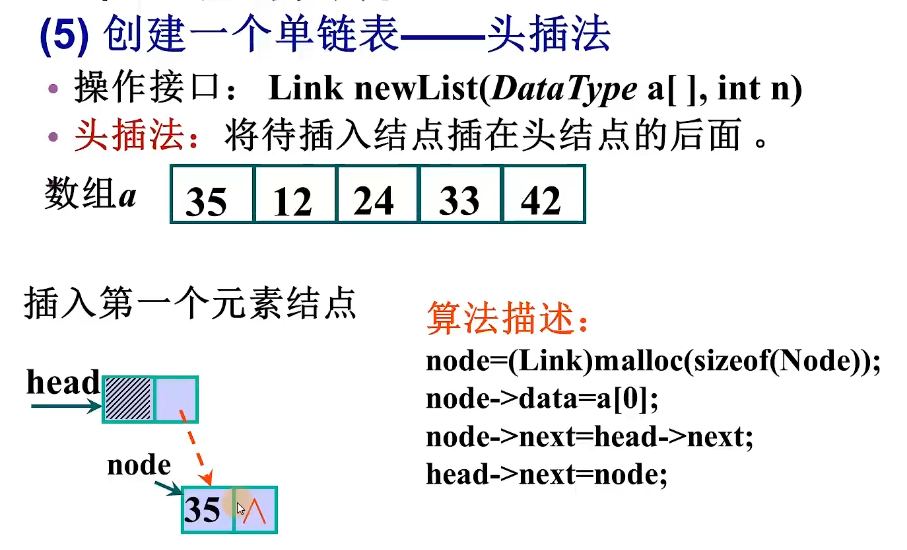 (5) 创建一个单链表——头插法
• 操作接口： Link newList(DataType a[ ], int n)
• 头插法：将待插入结点插在头结点的后面 。
数组a 35 12 24 33 42
插入第一个元素结点
算法描述：
node=(Link)malloc(sizeof(Node));
node->data=a[0];
node->next=head->next;
head->next=node;
head
node
35 ∧